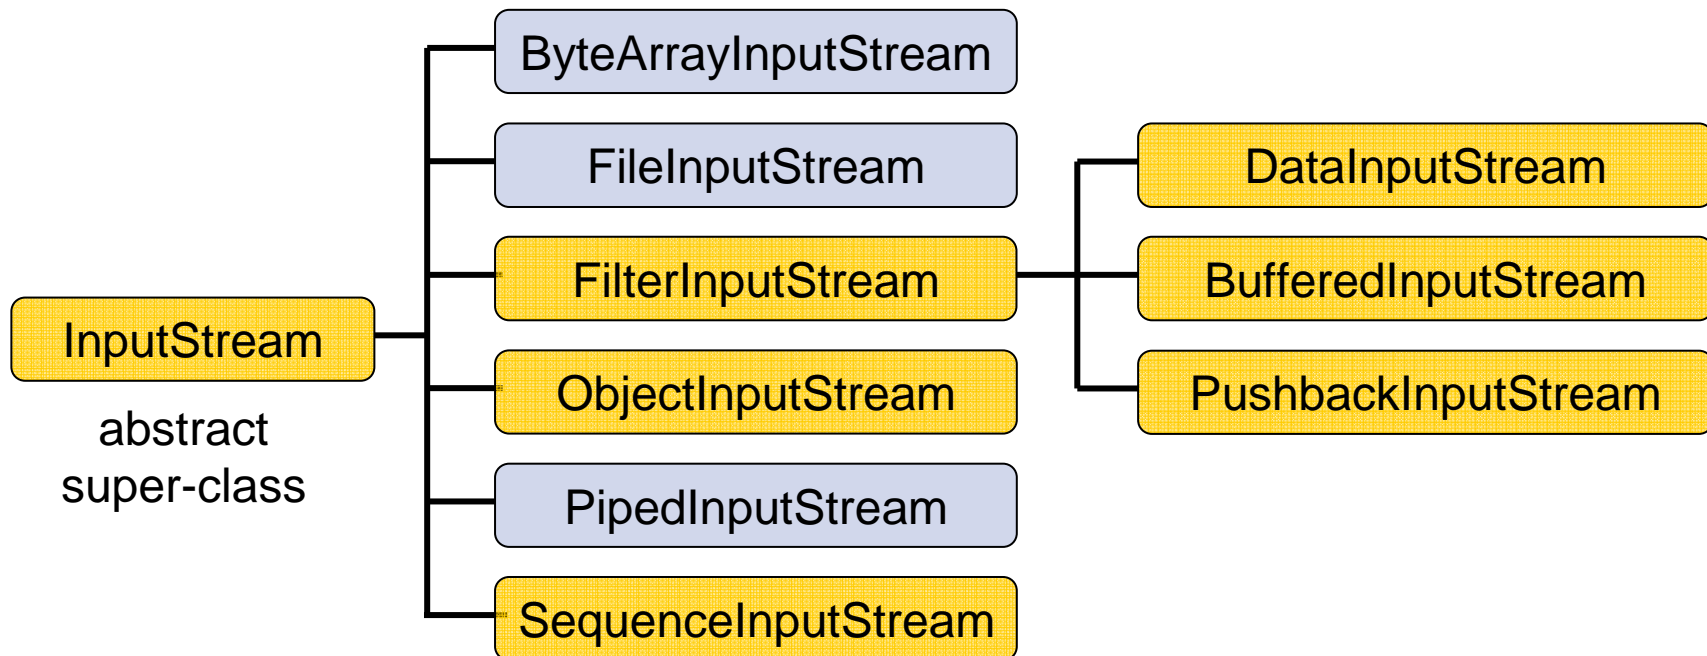 InputStream
abstract
super-class
ByteArrayInputStream
FileInputStream
FilterInputStream
ObjectInputStream
PipedInputStream
SequenceInputStream
DataInputStream
BufferedInputStream
PushbackInputStream